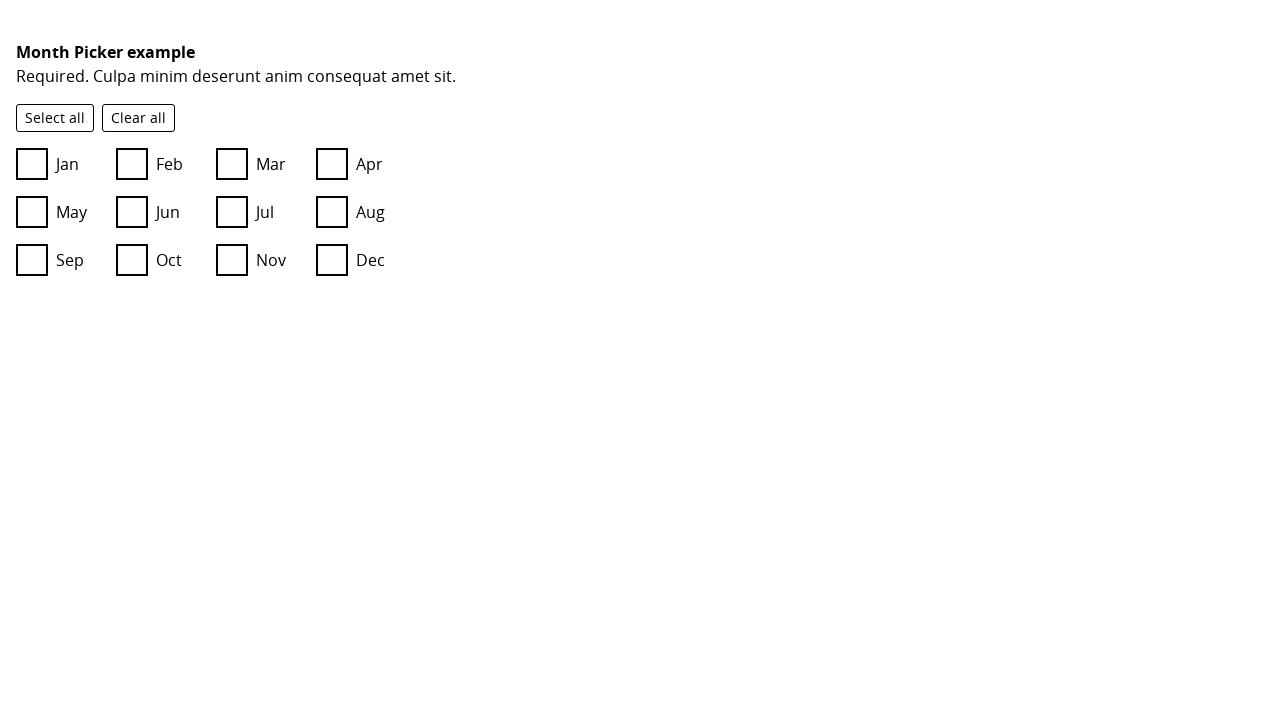 Month Picker example
Required. Culpa minim deserunt anim consequat amet sit.
Select all Clear all
Jan Feb Mar Apr
May Jun Jul Aug
Sep Oct Nov Dec